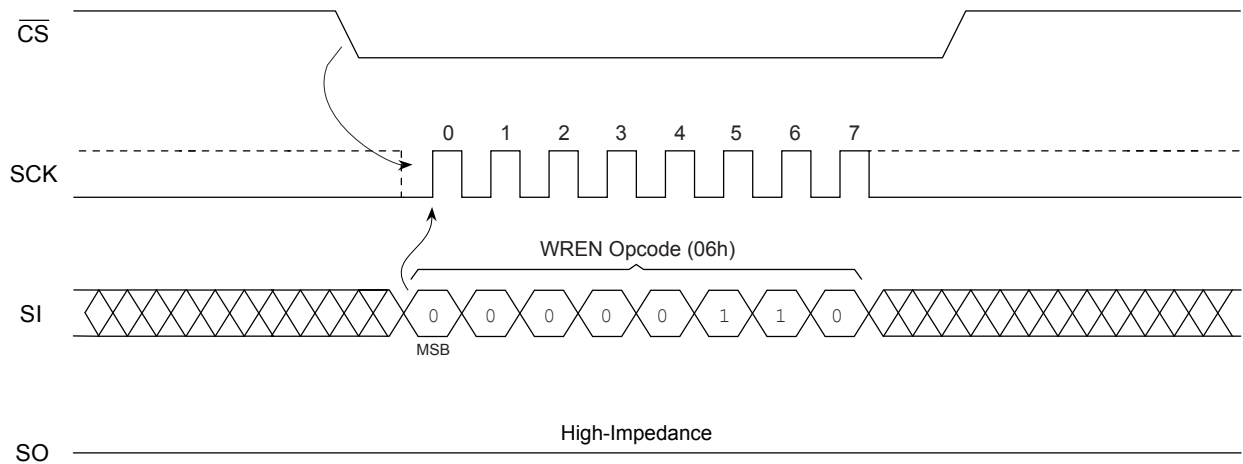 CS
0 1 2 3 4 5 6 7
SCK
WREN Opcode (06h)
SI
0 0 0 0 0 1 1 0
MSB
High-Impedance
SO